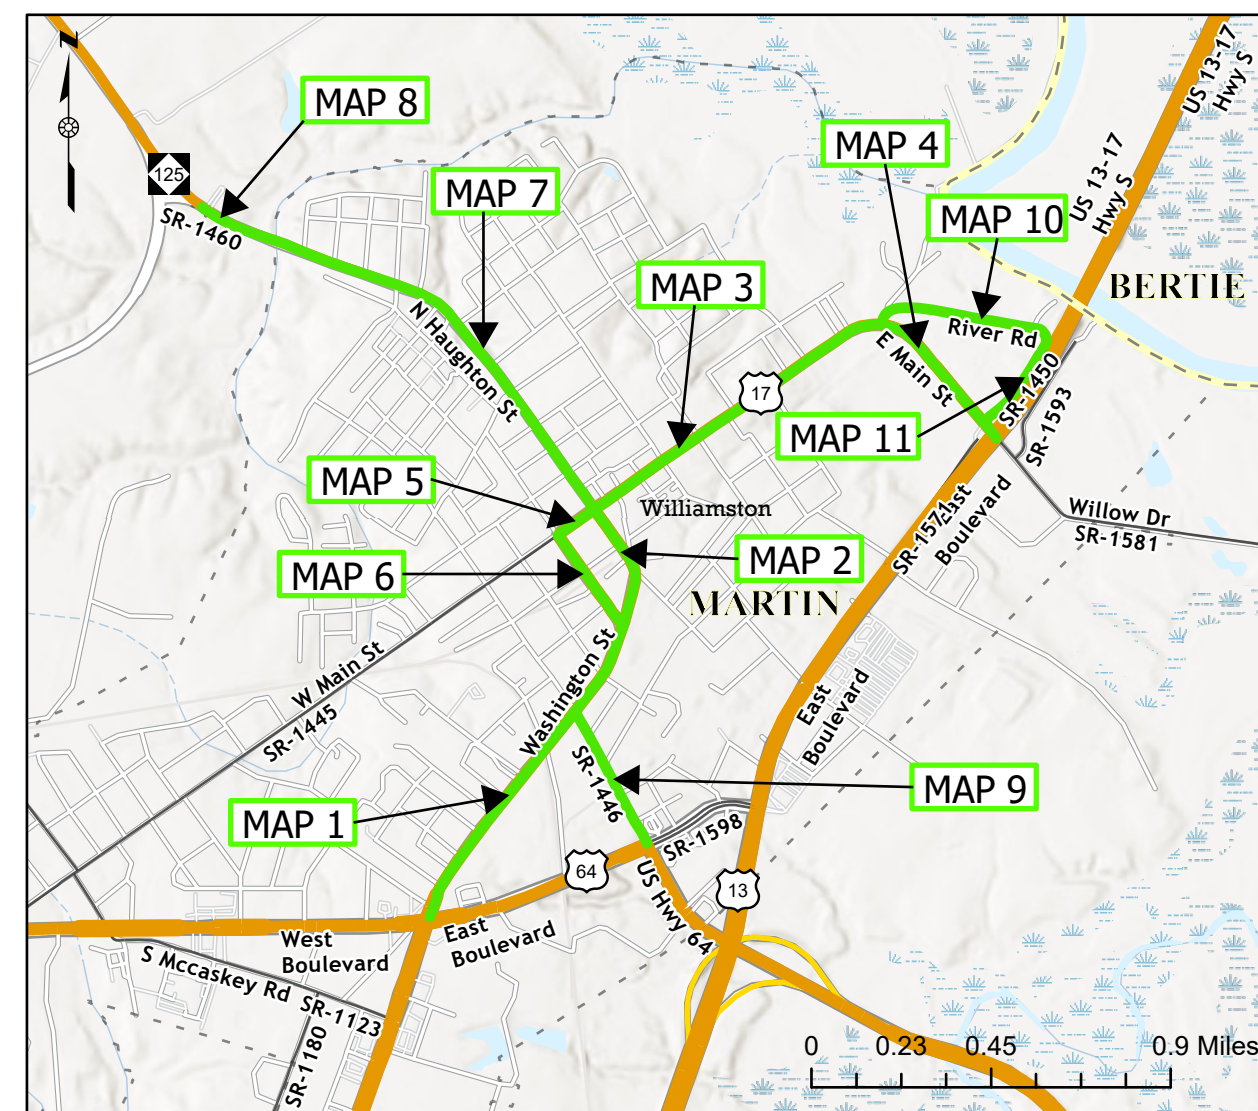 N
US 13-17
Hwy S
MAP 8
MAP 4
125
MAP 7
US 13-17
Hwy S
MAP 10
SR-1460
MAP 3
BERTIE
N Haughton St
River Rd
E Main St
17
SR-1450
SR-1593
MAP 11
MAP 5
Williamston
East
Boulevard
SR-1571
Willow Dr
SR-1581
MAP 2
MAP 6
MARTIN
W Main St
SR-1445
Washington St
East
Boulevard
SR-1446
MAP 9
MAP 1
SR-1598
64
US Hwy 64
13
West
Boulevard
East
Boulevard
S Mccaskey Rd SR-1123
SR-1180
0 0.23 0.45 0.9 Miles